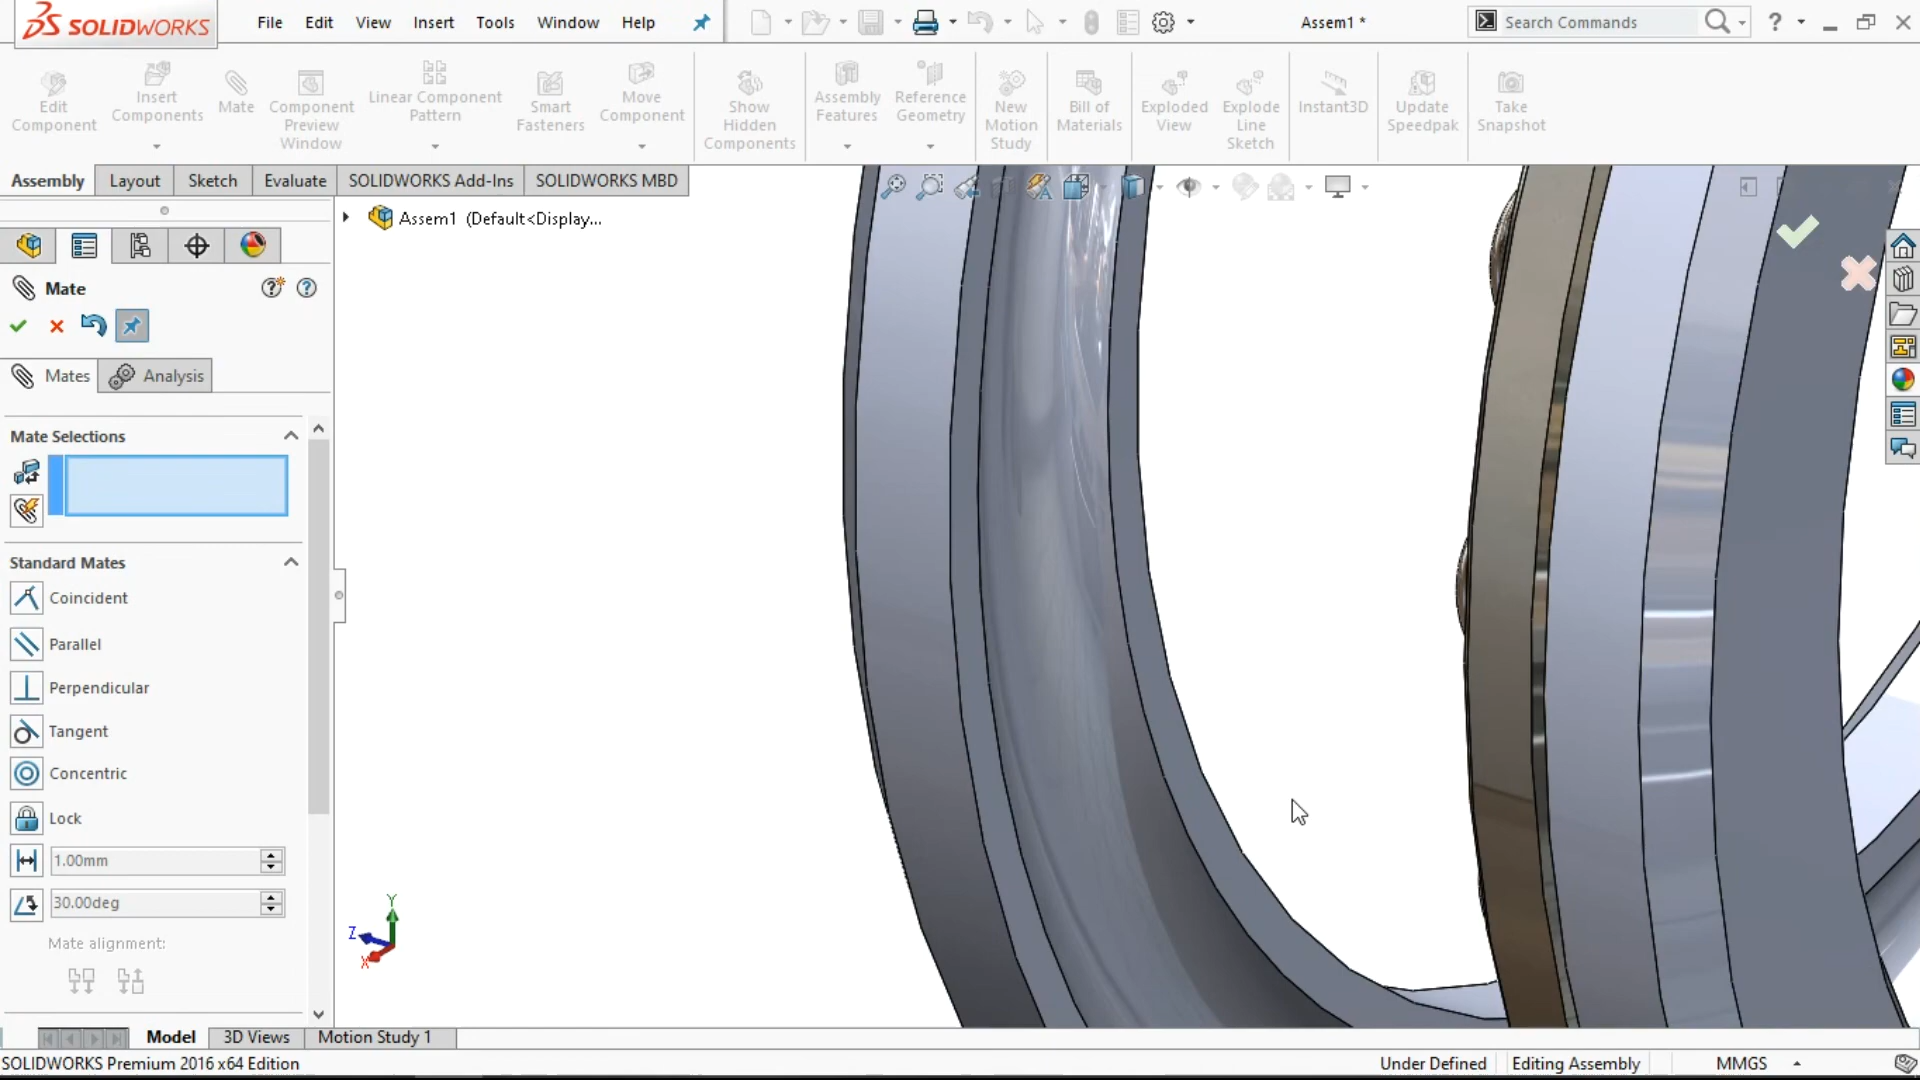 SOLIDWORKS File Edit View Insert Tools Window Help Assem1 * Search Commands
Edit Component
Insert Components
Mate
Component Preview Window
Linear Component Pattern
Smart Fasteners
Move Component
Show Hidden Components
Assembly Features
Reference Geometry
New Motion Study
Bill of Materials
Exploded View
Explode Line Sketch
Instant3D
Update Speedpak
Take Snapshot
Assembly Layout Sketch Evaluate SOLIDWORKS Add-Ins SOLIDWORKS MBD
Assem1 (Default<Display...
Mate
Mates Analysis
Mate Selections
Standard Mates
Coincident
Parallel
Perpendicular
Tangent
Concentric
Lock
1.00mm
30.00deg
Mate alignment:
Y
Z
X
Model 3D Views Motion Study 1
SOLIDWORKS Premium 2016 x64 Edition Under Defined Editing Assembly MMGS